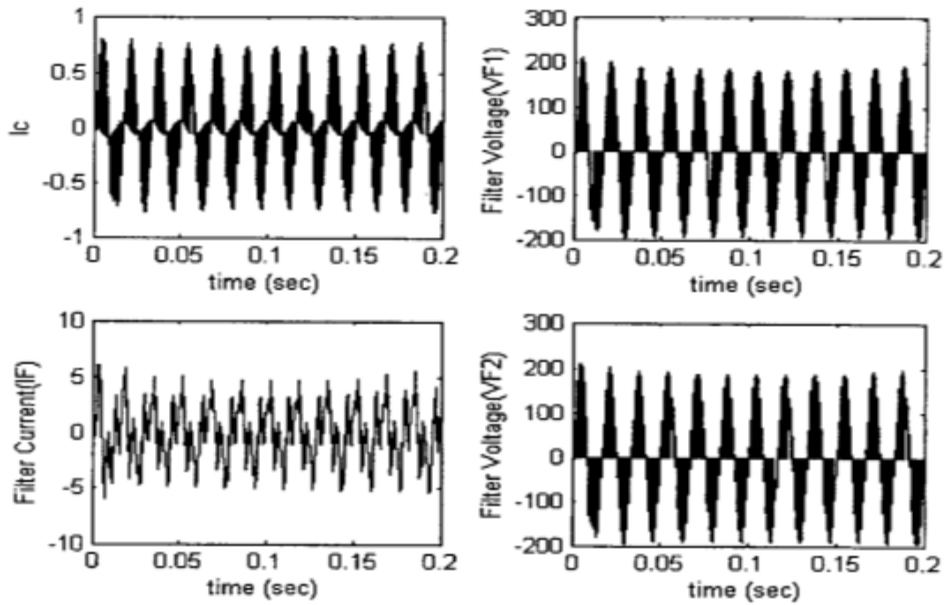 1
0.5
0
-0.5
-1
Ic
0 0.05 0.1 0.15 0.2
time (sec)
300
200
100
0
-100
-200
Filter Voltage(VF1)
0 0.05 0.1 0.15 0.2
time (sec)
10
5
0
-5
-10
Filter Current(IF)
0 0.05 0.1 0.15 0.2
time (sec)
300
200
100
0
-100
-200
Filter Voltage(VF2)
0 0.05 0.1 0.15 0.2
time (sec)